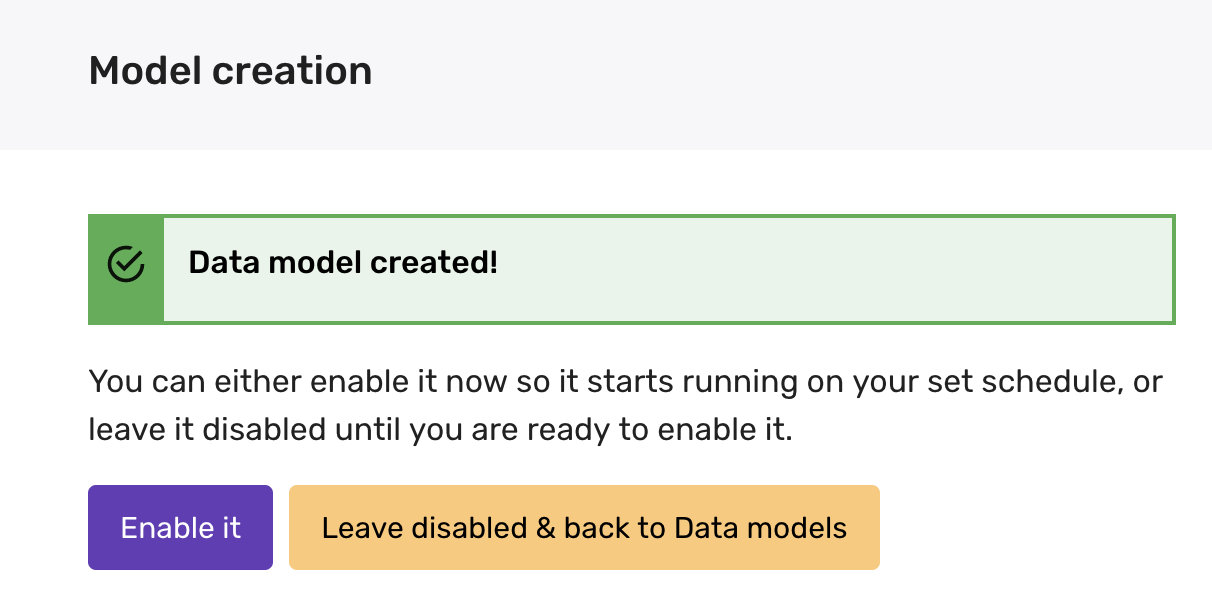 Model creation
Data model created!
You can either enable it now so it starts running on your set schedule, or
leave it disabled until you are ready to enable it.
Enable it
Leave disabled & back to Data models